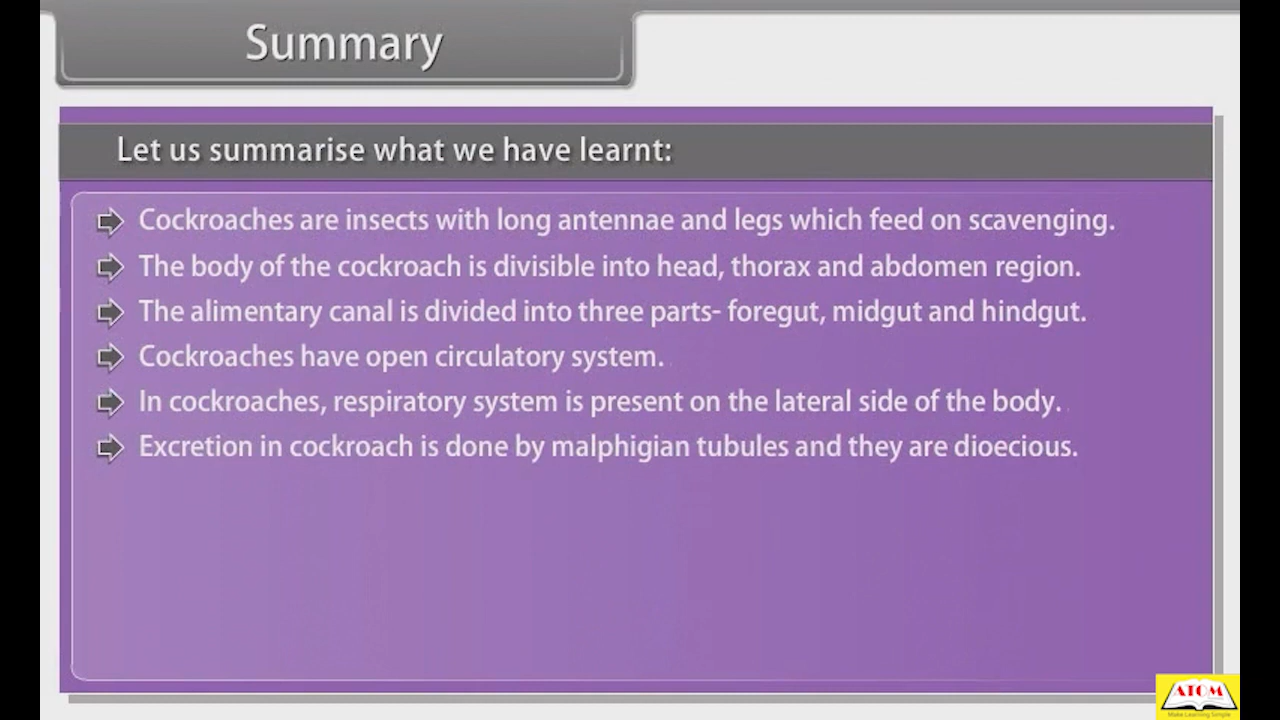 Summary
Let us summarise what we have learnt:
Cockroaches are insects with long antennae and legs which feed on scavenging.
The body of the cockroach is divisible into head, thorax and abdomen region.
The alimentary canal is divided into three parts- foregut, midgut and hindgut.
Cockroaches have open circulatory system.
In cockroaches, respiratory system is present on the lateral side of the body.
Excretion in cockroach is done by malphigian tubules and they are dioecious.
ATOM
Make Learning Simple